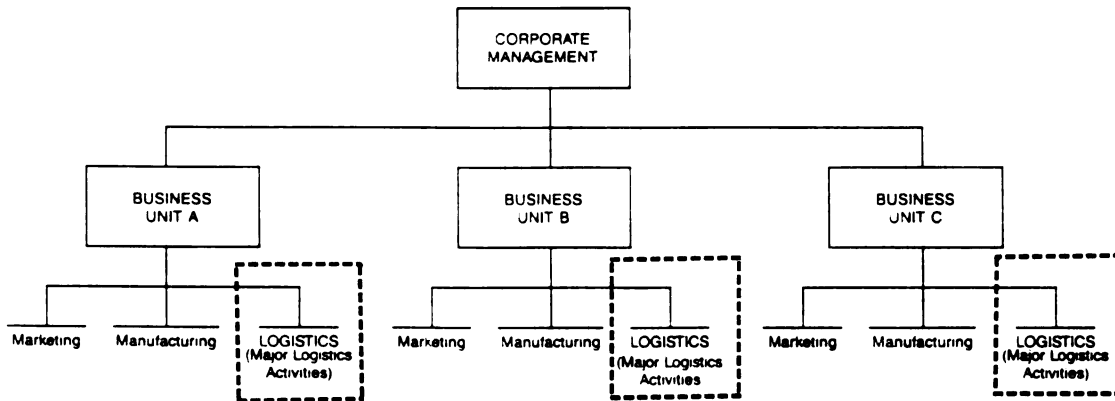 CORPORATE
MANAGEMENT
BUSINESS
UNIT A
BUSINESS
UNIT B
BUSINESS
UNIT C
Marketing
Manufacturing
LOGISTICS
(Major Logistics
Activities)
Marketing
Manufacturing
LOGISTICS
(Major Logistics
Activities
Marketing
Manufacturing
LOGISTICS
(Major Logistics
Activities)